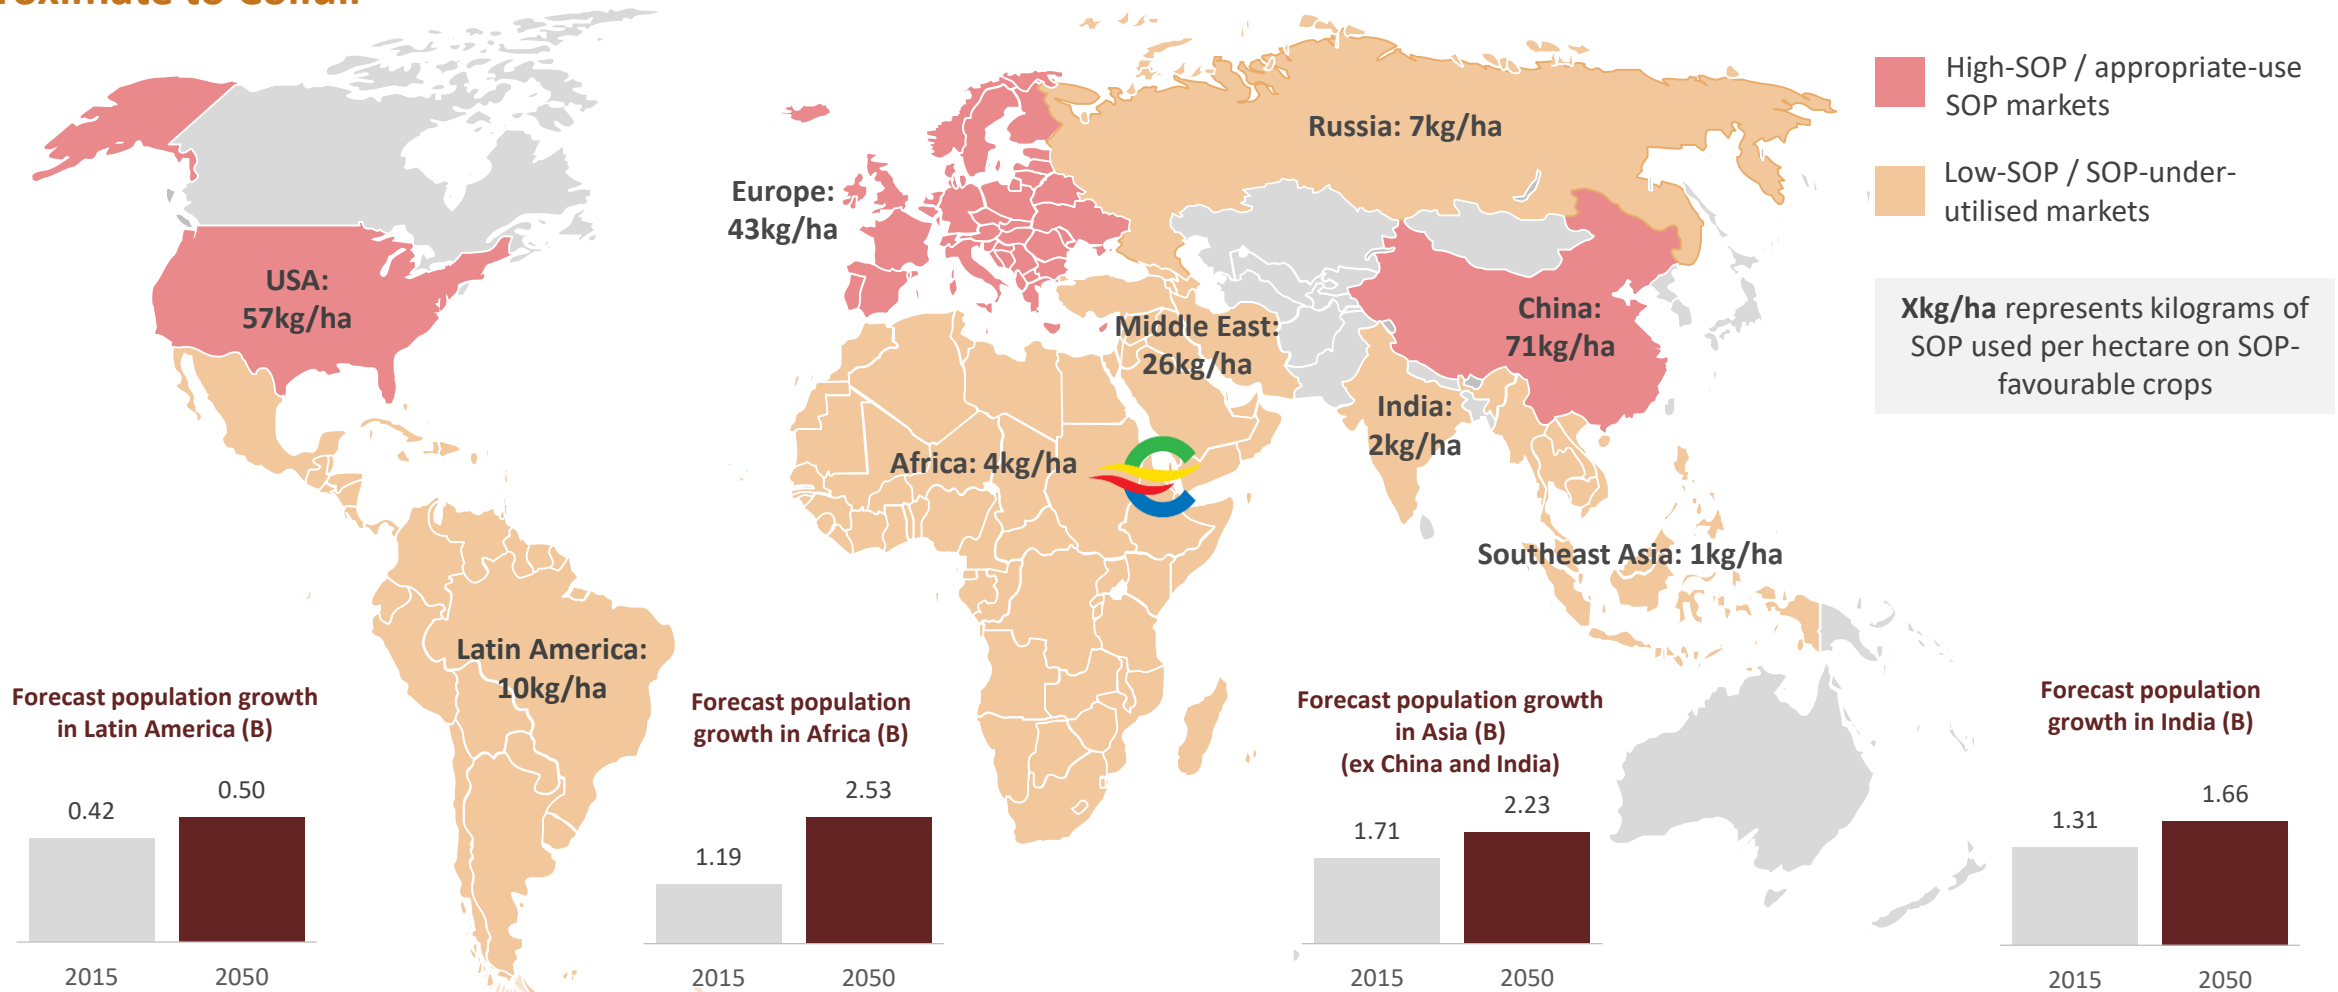 High-SOP / appropriate-use
SOP markets
Low-SOP / SOP-under-
utilised markets
Xkg/ha represents kilograms of
SOP used per hectare on SOP-
favourable crops
Russia: 7kg/ha
Europe:
43kg/ha
USA:
57kg/ha
China:
71kg/ha
Middle East:
26kg/ha
India:
2kg/ha
Africa: 4kg/ha
Southeast Asia: 1kg/ha
Latin America:
10kg/ha
Forecast population growth
in Latin America (B)
0.42
0.50
2015
2050
Forecast population
growth in Africa (B)
1.19
2.53
2015
2050
Forecast population growth
in Asia (B)
(ex China and India)
1.71
2.23
2015
2050
Forecast population
growth in India (B)
1.31
1.66
2015
2050